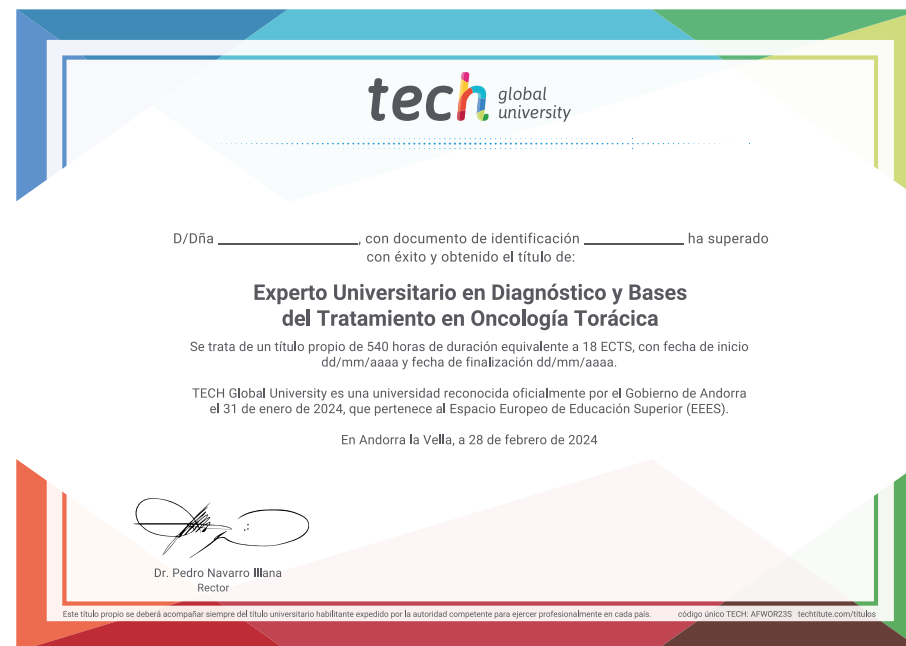 tech global university
D/Dña ____________, con documento de identificación ____________ ha superado
con éxito y obtenido el título de:
Experto Universitario en Diagnóstico y Bases
del Tratamiento en Oncología Torácica
Se trata de un título propio de 540 horas de duración equivalente a 18 ECTS, con fecha de inicio
dd/mm/aaaa y fecha de finalización dd/mm/aaaa.
TECH Global University es una universidad reconocida oficialmente por el Gobierno de Andorra
el 31 de enero de 2024, que pertenece al Espacio Europeo de Educación Superior (EEES).
En Andorra la Vella, a 28 de febrero de 2024
Dr. Pedro Navarro Illana
Rector
Este título propio se deberá acompañar siempre del título universitario habilitante expedido por la autoridad competente para ejercer profesionalmente en cada país. código único TECH: AFWOR23S techtitute.com/titulos